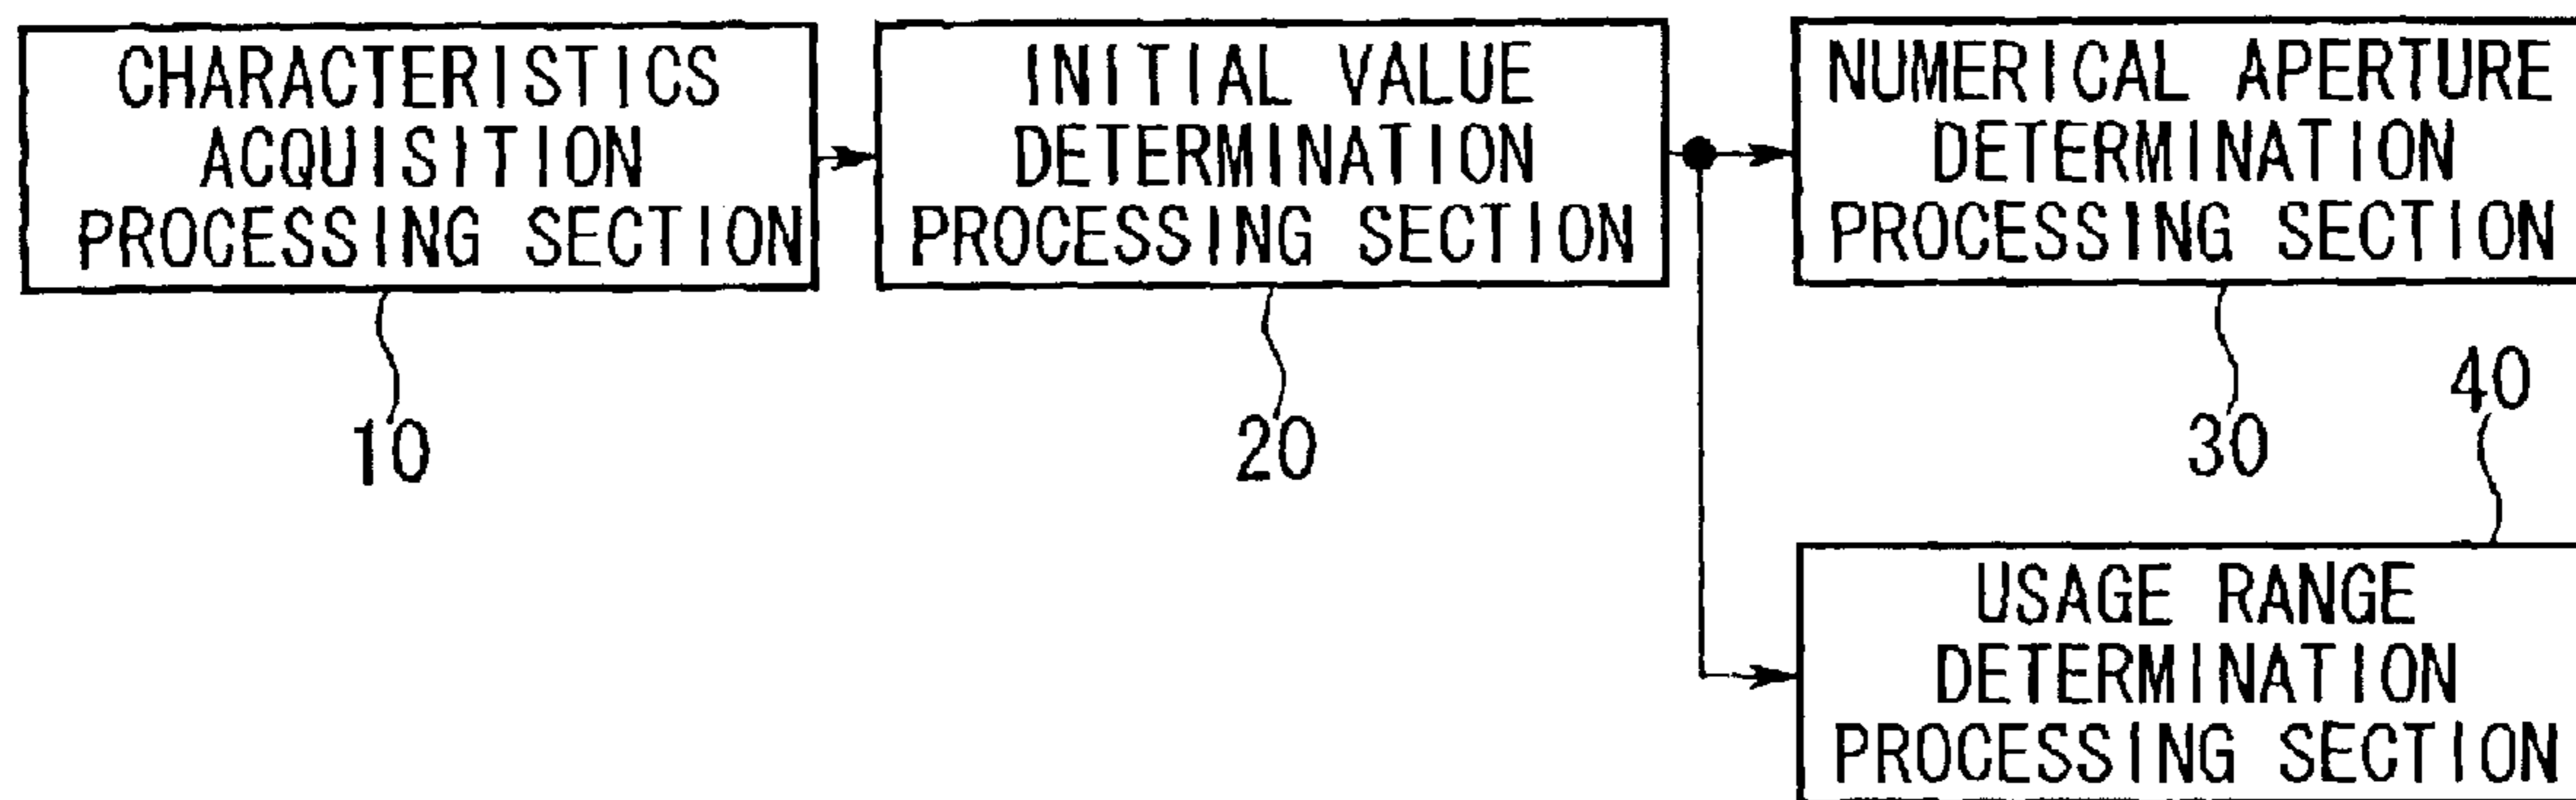 CHARACTERISTICS
ACQUISITION
PROCESSING SECTION
10
INITIAL VALUE
DETERMINATION
PROCESSING SECTION
20
NUMERICAL APERTURE
DETERMINATION
PROCESSING SECTION
30
40
USAGE RANGE
DETERMINATION
PROCESSING SECTION